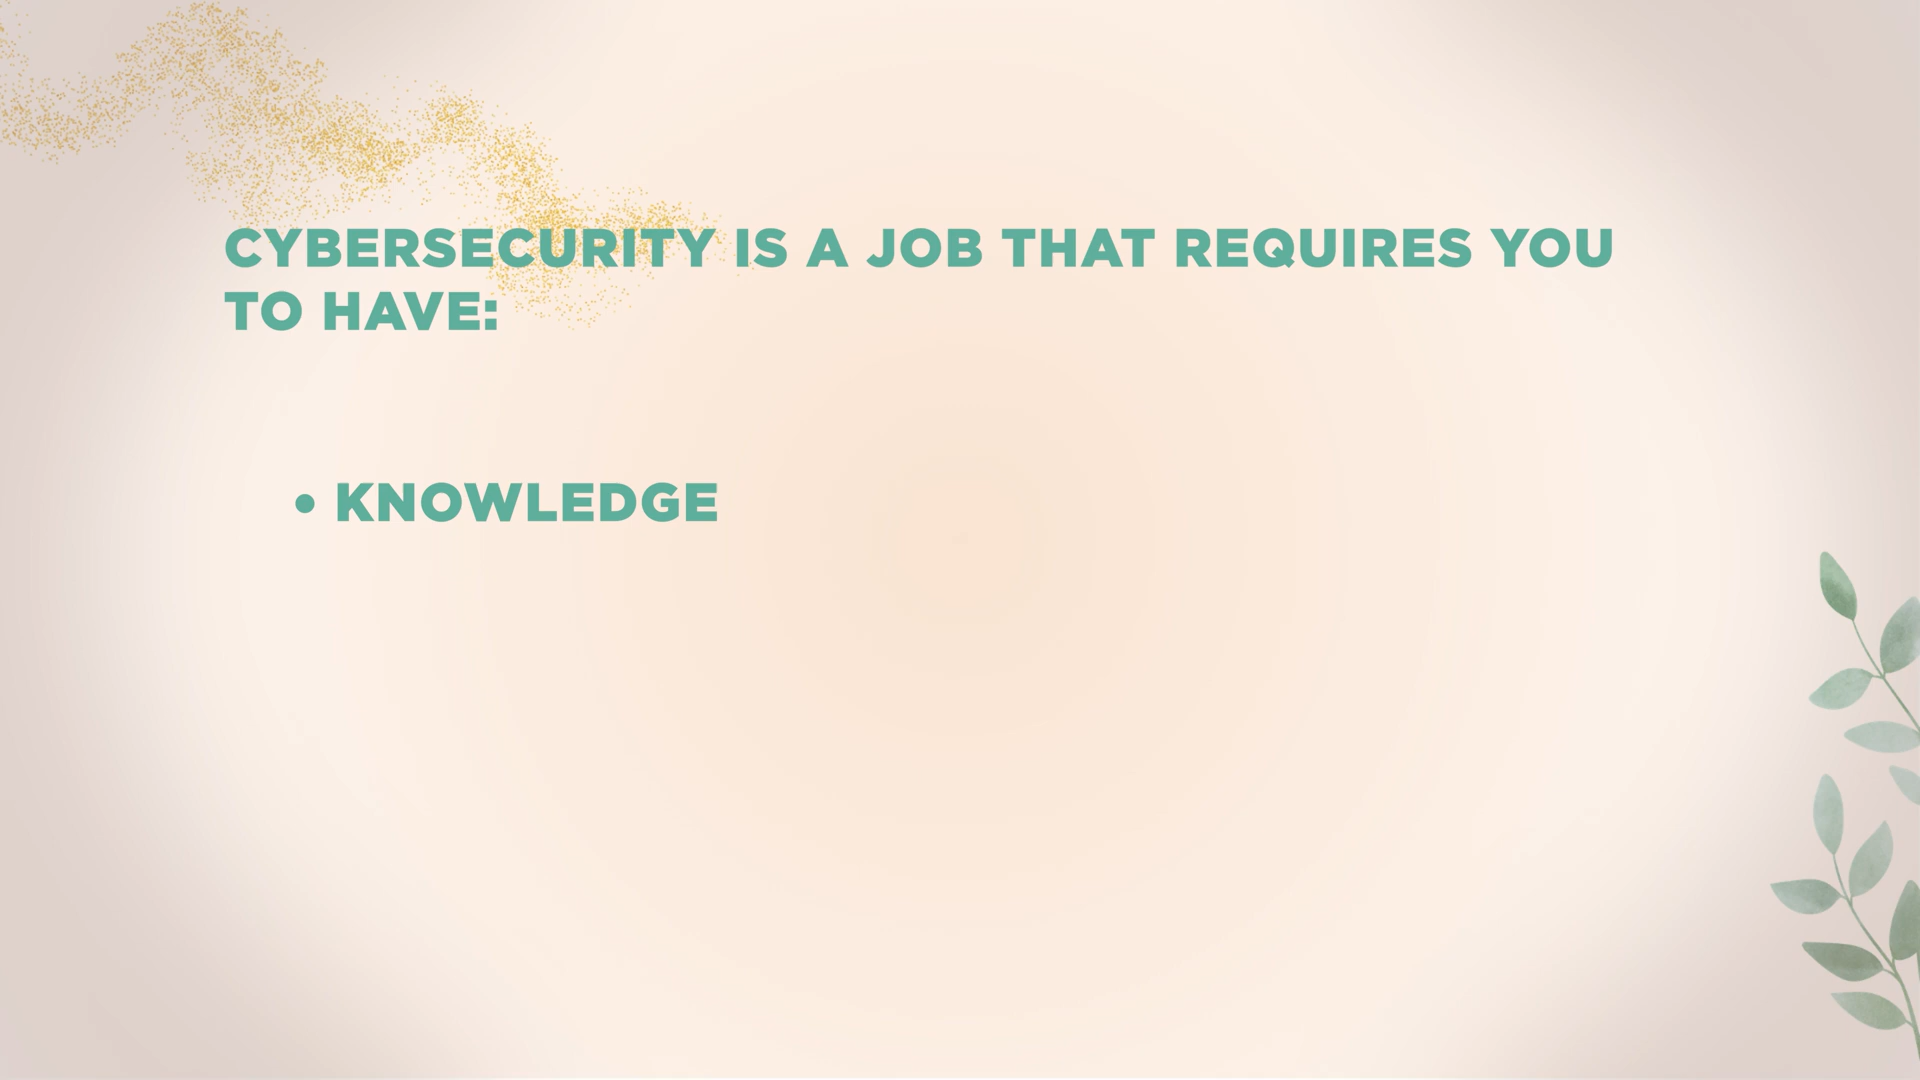 CYBERSECURITY IS A JOB THAT REQUIRES YOU
TO HAVE:
• KNOWLEDGE